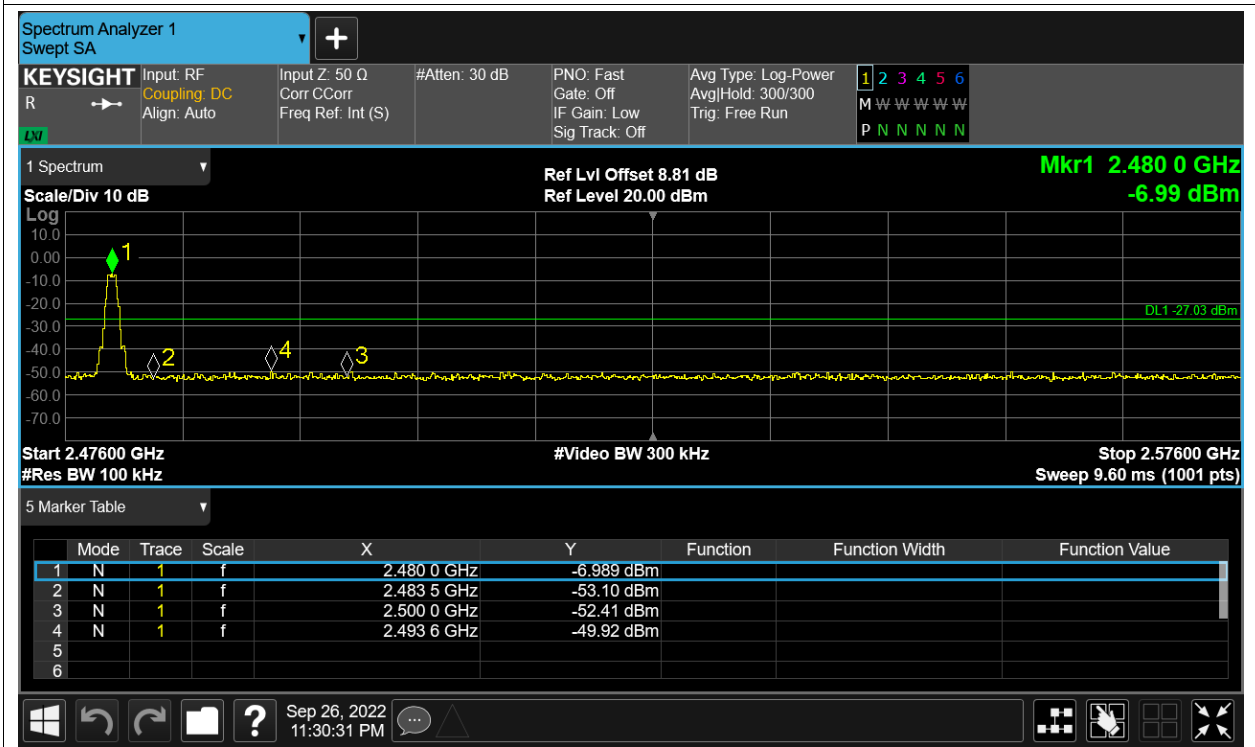 Spectrum Analyzer 1
Swept SA
KEYSIGHT
R
LXI
Input: RF
Coupling: DC
Align: Auto
Input Z: 50 Ω
Corr CCorr
Freq Ref: Int (S)
#Atten: 30 dB
PNO: Fast
Gate: Off
IF Gain: Low
Sig Track: Off
Avg Type: Log-Power
Avg|Hold: 300/300
Trig: Free Run
1 2 3 4 5 6
M W W W W W
P N N N N N
1 Spectrum
Scale/Div 10 dB
Ref Lvl Offset 8.81 dB
Ref Level 20.00 dBm
Mkr1 2.480 0 GHz
-6.99 dBm
Log
10.0
0.00
-10.0
-20.0
-30.0
-40.0
-50.0
-60.0
-70.0
1
2
4
3
DL1 -27.03 dBm
Start 2.47600 GHz
#Video BW 300 kHz
Stop 2.57600 GHz
#Res BW 100 kHz
Sweep 9.60 ms (1001 pts)
5 Marker Table
Mode Trace Scale X Y Function Function Width Function Value
1 N 1 f 2.480 0 GHz -6.989 dBm
2 N 1 f 2.483 5 GHz -53.10 dBm
3 N 1 f 2.500 0 GHz -52.41 dBm
4 N 1 f 2.493 6 GHz -49.92 dBm
5
6
?
Sep 26, 2022
11:30:31 PM